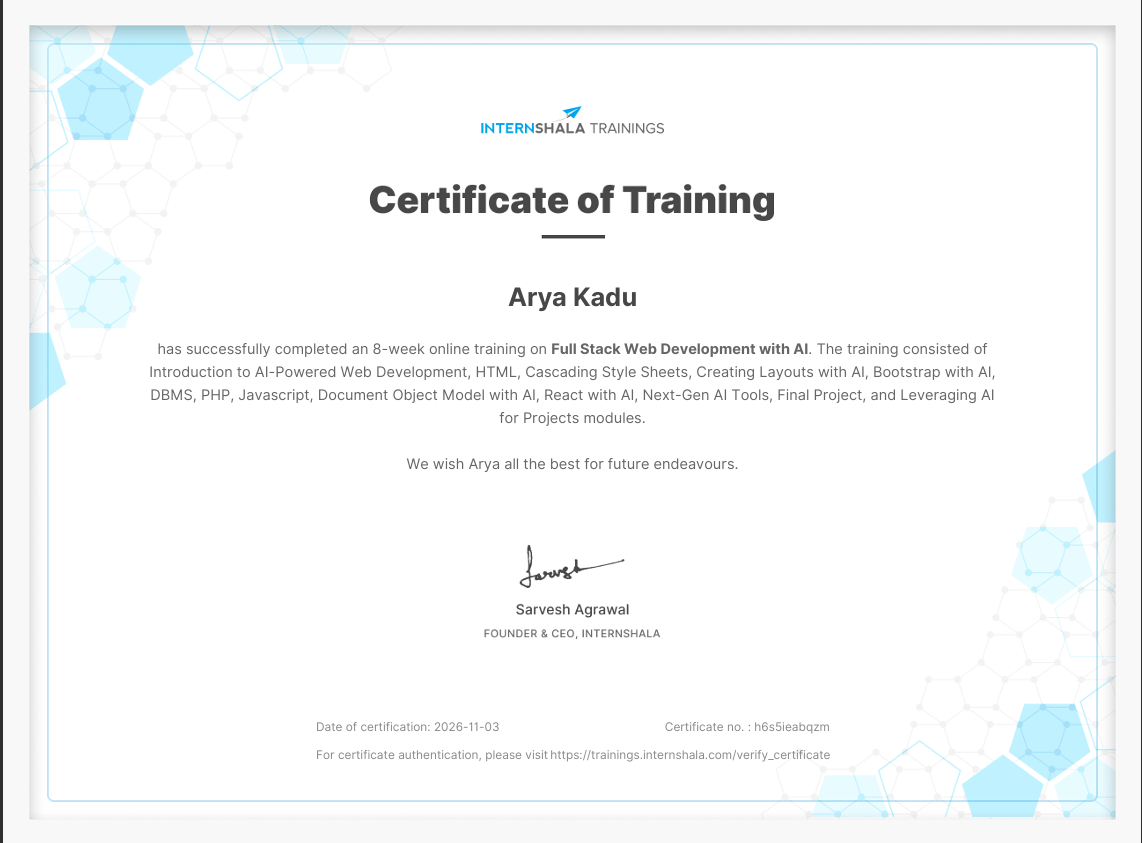 INTERNSHALA TRAININGS
Certificate of Training
Arya Kadu
has successfully completed an 8-week online training on Full Stack Web Development with AI. The training consisted of
Introduction to AI-Powered Web Development, HTML, Cascading Style Sheets, Creating Layouts with AI, Bootstrap with AI,
DBMS, PHP, Javascript, Document Object Model with AI, React with AI, Next-Gen AI Tools, Final Project, and Leveraging AI
for Projects modules.
We wish Arya all the best for future endeavours.
Sarvesh
Sarvesh Agrawal
FOUNDER & CEO, INTERNSHALA
Date of certification: 2026-11-03 Certificate no. : h6s5ieabqzm
For certificate authentication, please visit https://trainings.internshala.com/verify_certificate